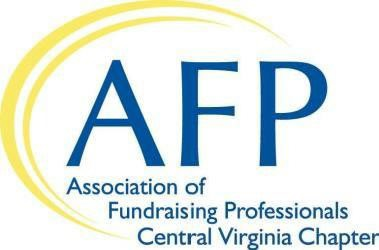 AFP
Association of
Fundraising Professionals
Central Virginia Chapter